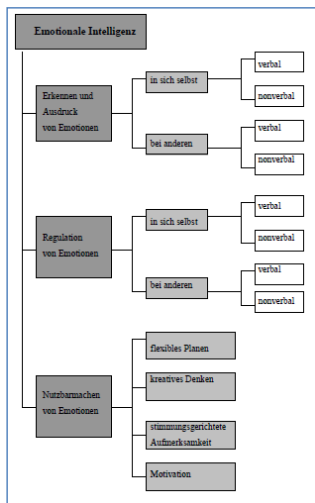 Emotionale Intelligenz
Erkennen und
Ausdruck
von Emotionen
in sich selbst
verbal
nonverbal
bei anderen
verbal
nonverbal
Regulation
von Emotionen
in sich selbst
verbal
nonverbal
bei anderen
verbal
nonverbal
Nutzbarmachen
von Emotionen
flexibles Planen
kreatives Denken
stimmungsgerichtete
Aufmerksamkeit
Motivation